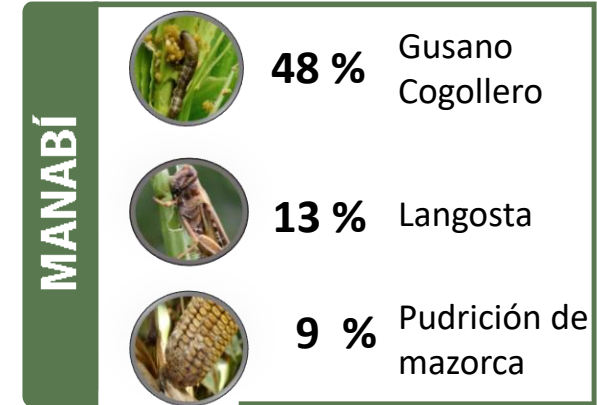 MANABÍ
48 % Gusano
Cogollero
13 % Langosta
9 % Pudrición de
mazorca